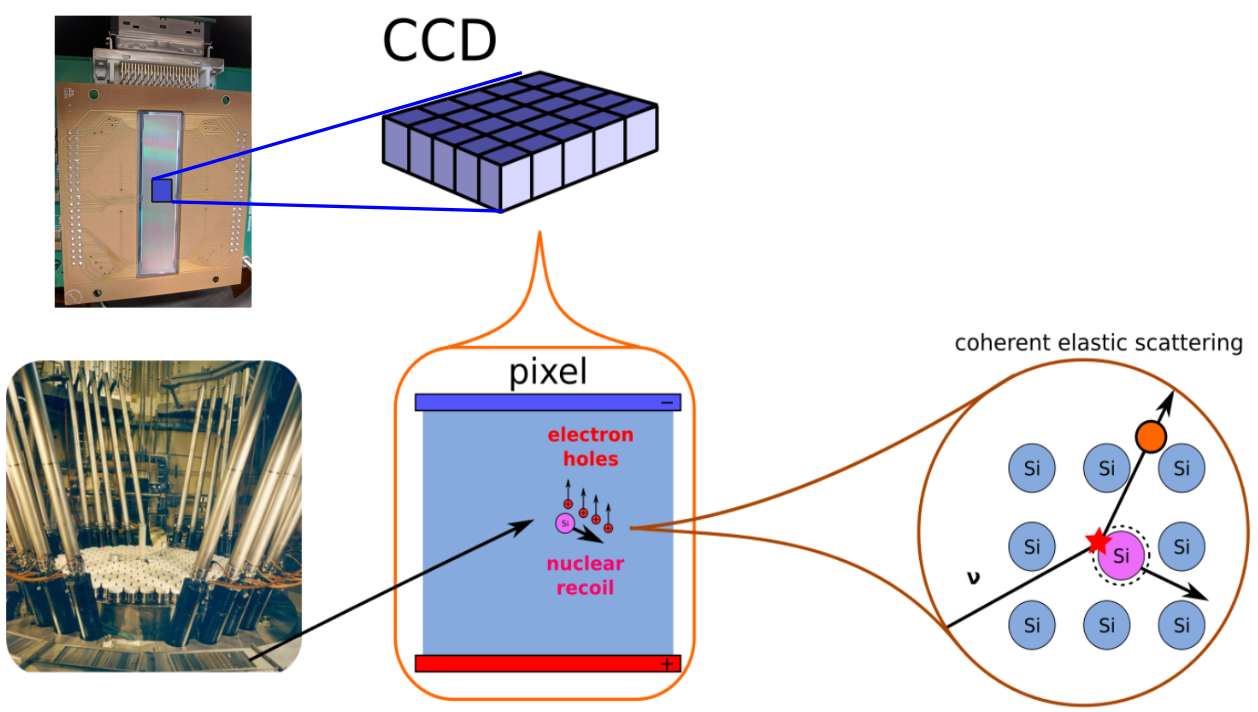 CCD
pixel
−
electron
holes
Si
nuclear
recoil
+
coherent elastic scattering
Si Si Si
Si Si Si
ν
Si Si Si